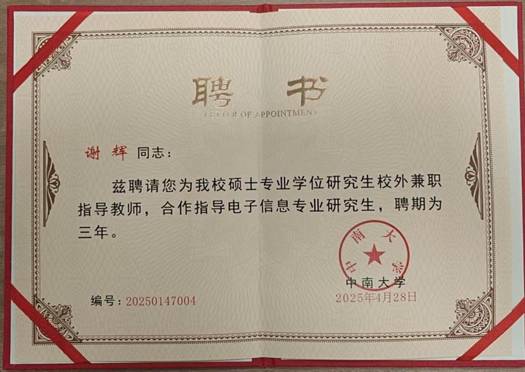 聘书
LETTER OF APPOINTMENT
谢辉 同志：
兹聘请您为我校硕士专业学位研究生校外兼职
指导教师，合作指导电子信息专业研究生，聘期为
三年。
中南大学
中南大学
编号：20250147004
2025年4月28日